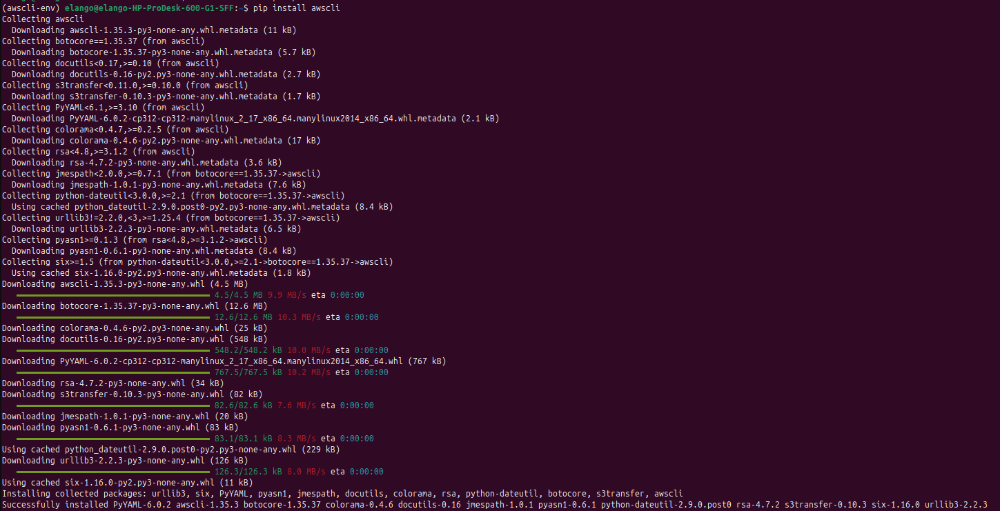 (awscli-env) elango@elango-HP-ProDesk-600-G1-SFF:~$ pip install awscli
Collecting awscli
  Downloading awscli-1.35.3-py3-none-any.whl.metadata (11 kB)
Collecting botocore==1.35.37 (from awscli)
  Downloading botocore-1.35.37-py3-none-any.whl.metadata (5.7 kB)
Collecting docutils<0.17,>=0.10 (from awscli)
  Downloading docutils-0.16-py2.py3-none-any.whl.metadata (2.7 kB)
Collecting s3transfer<0.11.0,>=0.10.0 (from awscli)
  Downloading s3transfer-0.10.3-py3-none-any.whl.metadata (1.7 kB)
Collecting PyYAML<6.1,>=3.10 (from awscli)
  Downloading PyYAML-6.0.2-cp312-cp312-manylinux_2_17_x86_64.manylinux2014_x86_64.whl.metadata (2.1 kB)
Collecting colorama<0.4.7,>=0.2.5 (from awscli)
  Downloading colorama-0.4.6-py2.py3-none-any.whl.metadata (17 kB)
Collecting rsa<4.8,>=3.1.2 (from awscli)
  Downloading rsa-4.7.2-py3-none-any.whl.metadata (3.6 kB)
Collecting jmespath<2.0.0,>=0.7.1 (from botocore==1.35.37->awscli)
  Downloading jmespath-1.0.1-py3-none-any.whl.metadata (7.6 kB)
Collecting python-dateutil<3.0.0,>=2.1 (from botocore==1.35.37->awscli)
  Using cached python_dateutil-2.9.0.post0-py2.py3-none-any.whl.metadata (8.4 kB)
Collecting urllib3!=2.2.0,<3,>=1.25.4 (from botocore==1.35.37->awscli)
  Downloading urllib3-2.2.3-py3-none-any.whl.metadata (6.5 kB)
Collecting pyasn1>=0.1.3 (from rsa<4.8,>=3.1.2->awscli)
  Downloading pyasn1-0.6.1-py3-none-any.whl.metadata (8.4 kB)
Collecting six>=1.5 (from python-dateutil<3.0.0,>=2.1->botocore==1.35.37->awscli)
  Using cached six-1.16.0-py2.py3-none-any.whl.metadata (1.8 kB)
Downloading awscli-1.35.3-py3-none-any.whl (4.5 MB)
4.5/4.5 MB 9.9 MB/s eta 0:00:00
Downloading botocore-1.35.37-py3-none-any.whl (12.6 MB)
12.6/12.6 MB 10.3 MB/s eta 0:00:00
Downloading colorama-0.4.6-py2.py3-none-any.whl (25 kB)
Downloading docutils-0.16-py2.py3-none-any.whl (548 kB)
548.2/548.2 kB 10.0 MB/s eta 0:00:00
Downloading PyYAML-6.0.2-cp312-cp312-manylinux_2_17_x86_64.manylinux2014_x86_64.whl (767 kB)
767.5/767.5 kB 10.2 MB/s eta 0:00:00
Downloading rsa-4.7.2-py3-none-any.whl (34 kB)
Downloading s3transfer-0.10.3-py3-none-any.whl (82 kB)
82.6/82.6 kB 7.6 MB/s eta 0:00:00
Downloading jmespath-1.0.1-py3-none-any.whl (20 kB)
Downloading pyasn1-0.6.1-py3-none-any.whl (83 kB)
83.1/83.1 kB 8.3 MB/s eta 0:00:00
Using cached python_dateutil-2.9.0.post0-py2.py3-none-any.whl (229 kB)
Downloading urllib3-2.2.3-py3-none-any.whl (126 kB)
126.3/126.3 kB 8.0 MB/s eta 0:00:00
Using cached six-1.16.0-py2.py3-none-any.whl (11 kB)
Installing collected packages: urllib3, six, PyYAML, pyasn1, jmespath, docutils, colorama, rsa, python-dateutil, botocore, s3transfer, awscli
Successfully installed PyYAML-6.0.2 awscli-1.35.3 botocore-1.35.37 colorama-0.4.6 docutils-0.16 jmespath-1.0.1 pyasn1-0.6.1 python-dateutil-2.9.0.post0 rsa-4.7.2 s3transfer-0.10.3 six-1.16.0 urllib3-2.2.3